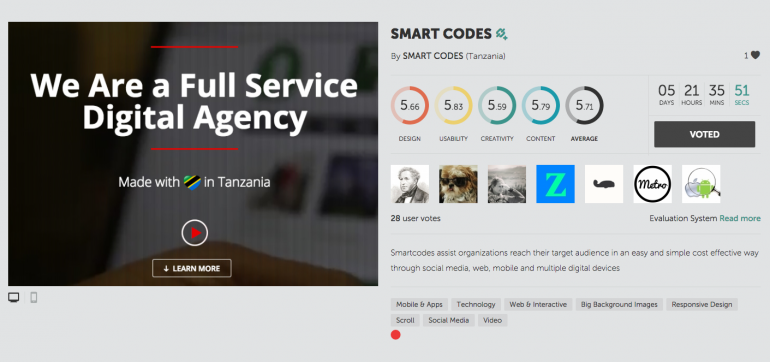 We Are a Full Service
Digital Agency
Made with in Tanzania
↓ LEARN MORE
SMART CODES
By SMART CODES (Tanzania)
1
5.66
5.83
5.59
5.79
5.71
DESIGN
USABILITY
CREATIVITY
CONTENT
AVERAGE
05 21 35 51
DAYS HOURS MINS SECS
VOTED
Z
Metro
28 user votes
Evaluation System Read more
Smartcodes assist organizations reach their target audience in an easy and simple cost effective way
through social media, web, mobile and multiple digital devices
Mobile & Apps Technology Web & Interactive Big Background Images Responsive Design
Scroll Social Media Video